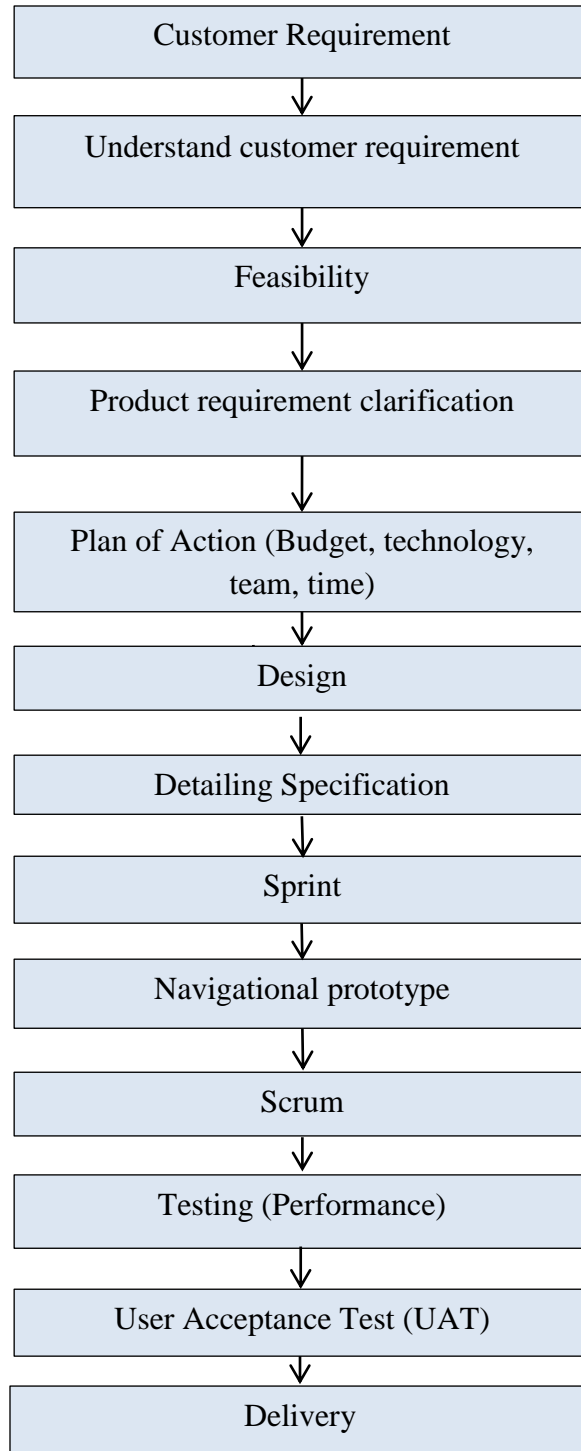 Customer Requirement
Understand customer requirement
Feasibility
Product requirement clarification
Plan of Action (Budget, technology,
team, time)
Design
Detailing Specification
Sprint
Navigational prototype
Scrum
Testing (Performance)
User Acceptance Test (UAT)
Delivery